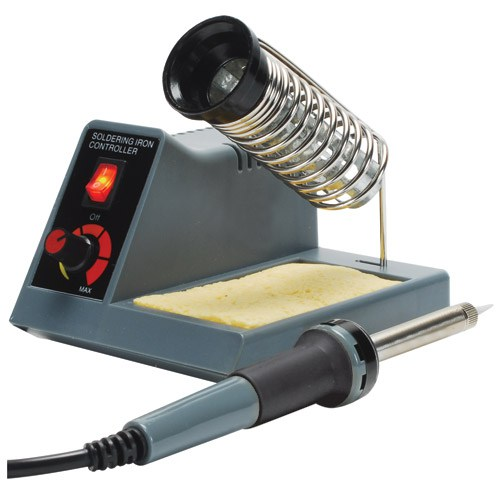 SOLDERING IRON
CONTROLLER
Off
MAX